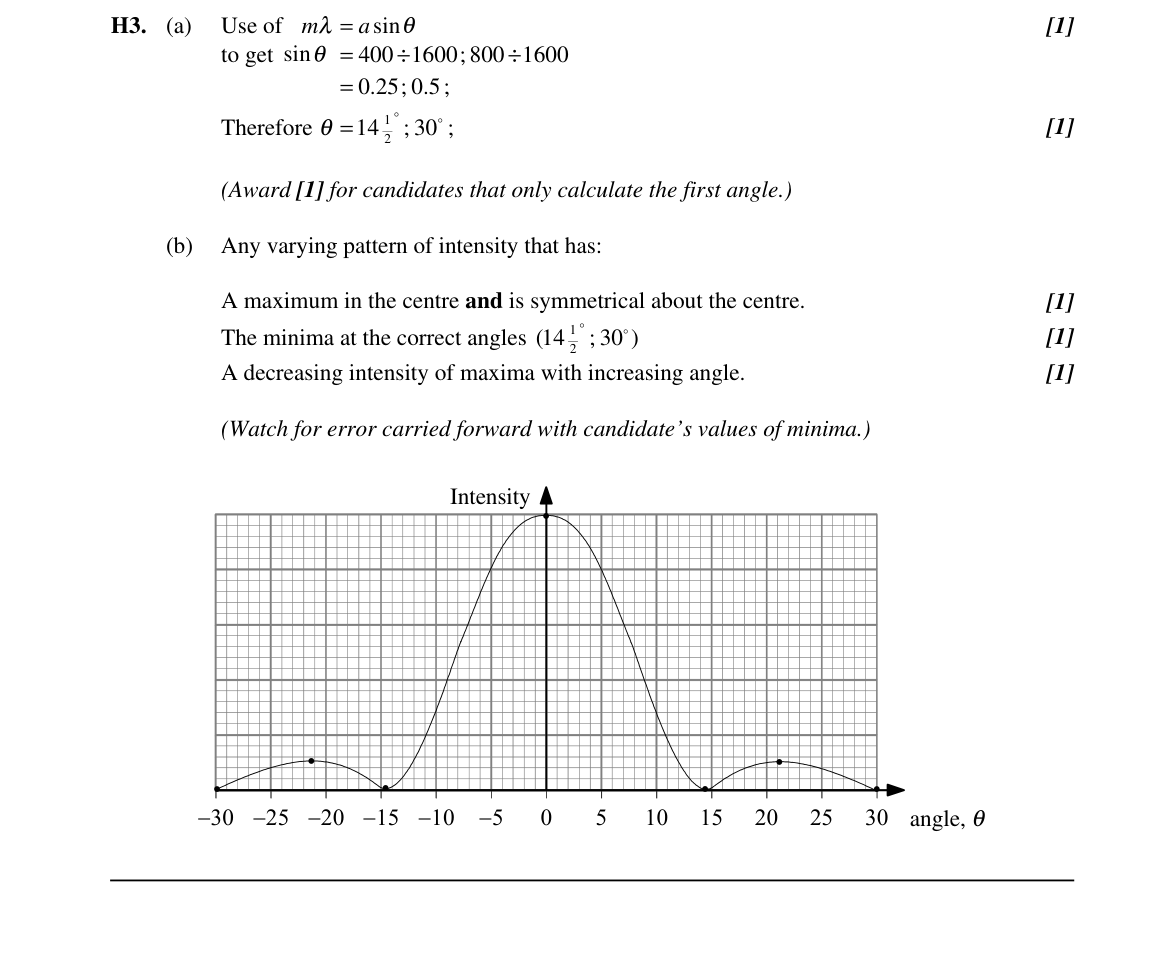 H3. (a) Use of mλ = a sin θ [1]
to get sin θ = 400 ÷ 1600; 800 ÷ 1600
= 0.25; 0.5;
Therefore θ = 14 1/2°; 30°; [1]
(Award [1] for candidates that only calculate the first angle.)
(b) Any varying pattern of intensity that has:
A maximum in the centre and is symmetrical about the centre. [1]
The minima at the correct angles (14 1/2°; 30°) [1]
A decreasing intensity of maxima with increasing angle. [1]
(Watch for error carried forward with candidate's values of minima.)
Intensity
−30 −25 −20 −15 −10 −5 0 5 10 15 20 25 30 angle, θ